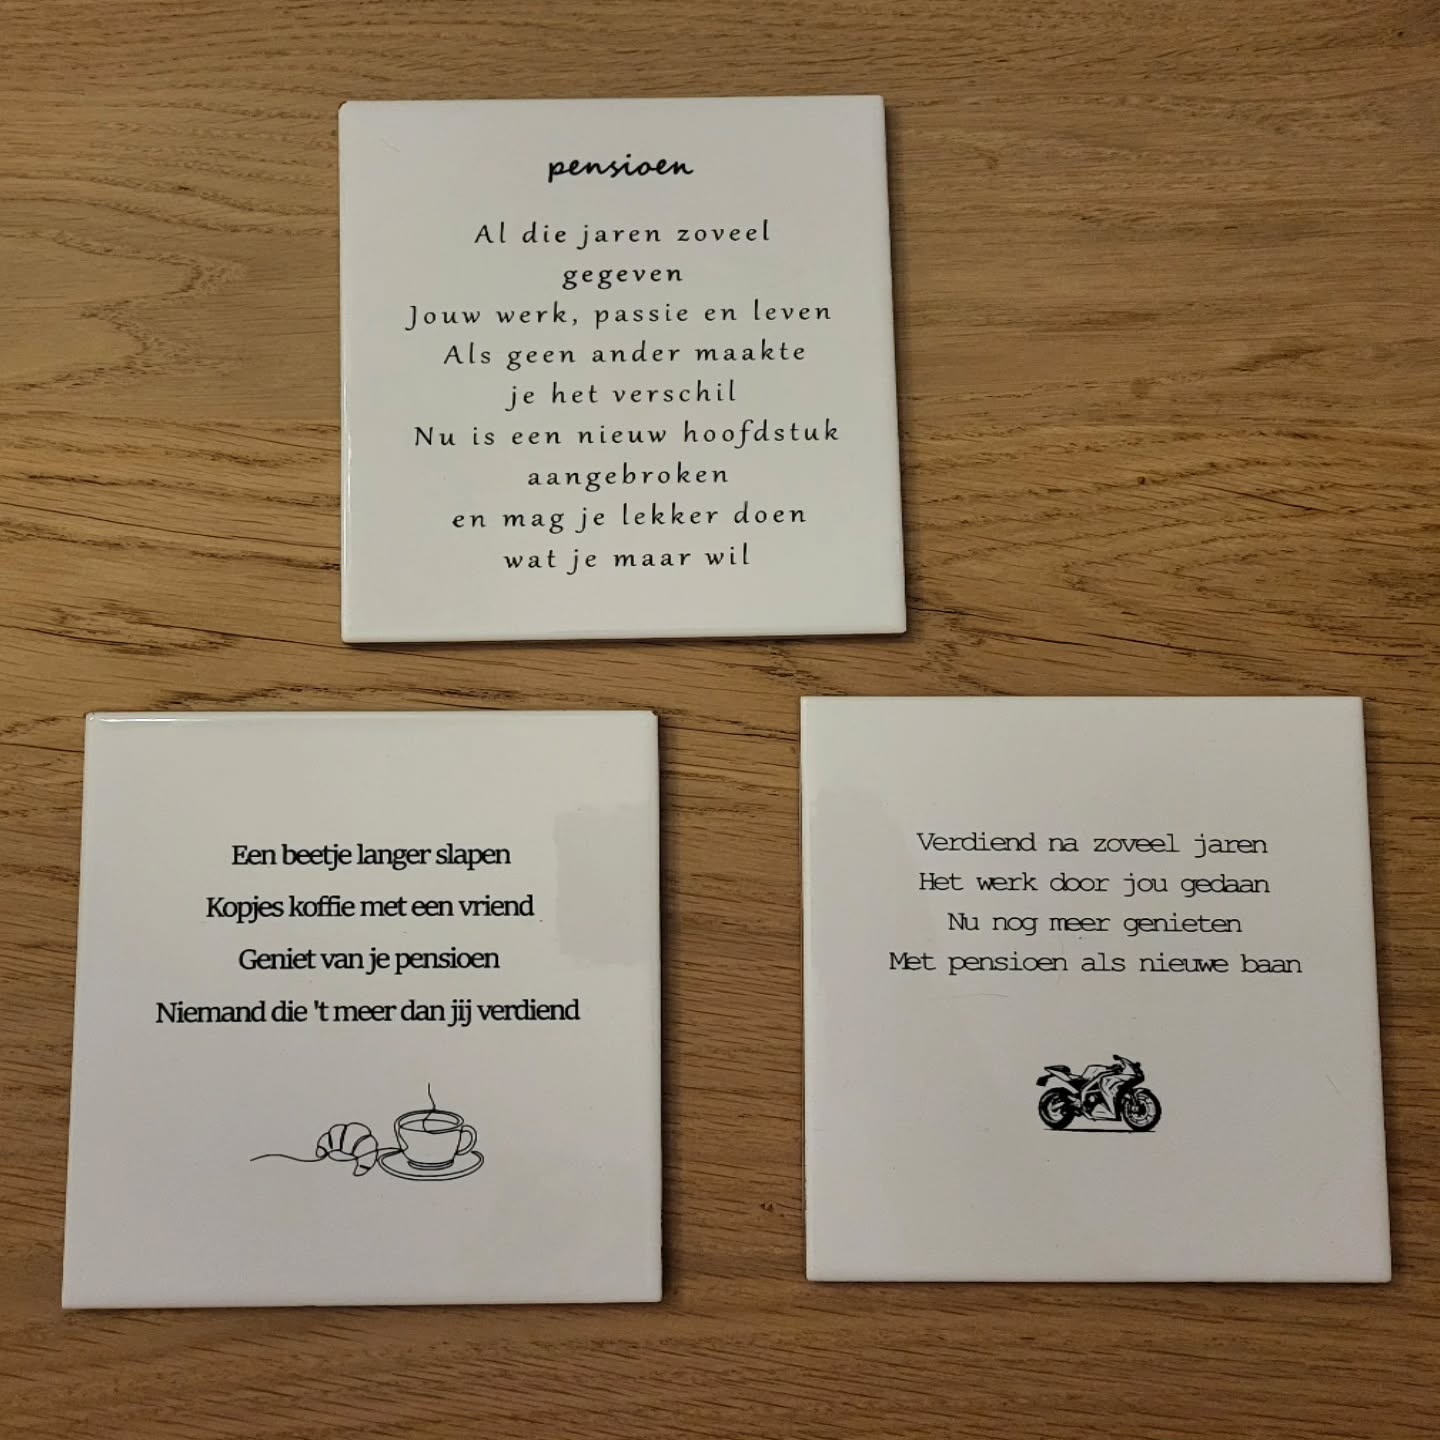 pensioen
Al die jaren zoveel
gegeven
Jouw werk, passie en leven
Als geen ander maakte
je het verschil
Nu is een nieuw hoofdstuk
aangebroken
en mag je lekker doen
wat je maar wil
Een beetje langer slapen
Kopjes koffie met een vriend
Geniet van je pensioen
Niemand die 't meer dan jij verdiend
Verdiend na zoveel jaren
Het werk door jou gedaan
Nu nog meer genieten
Met pensioen als nieuwe baan